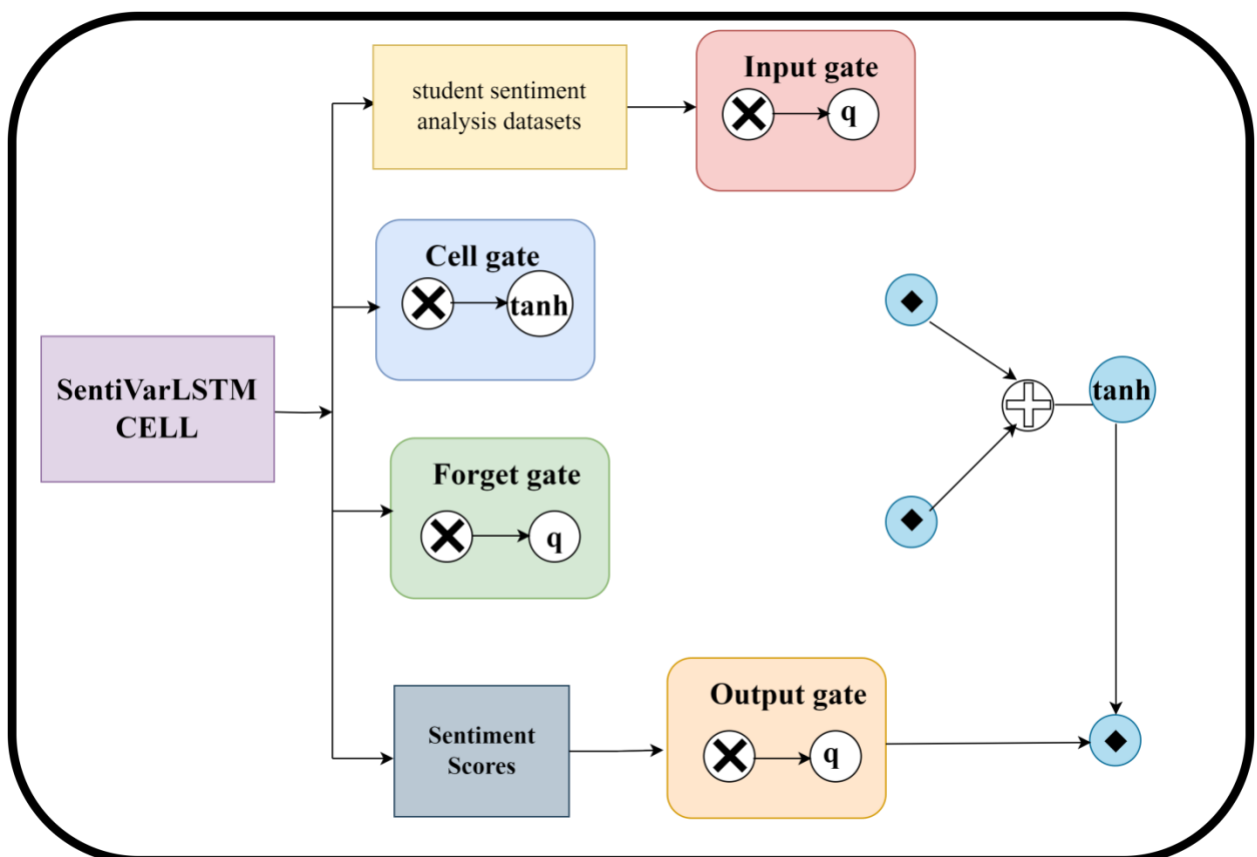 student sentiment
analysis datasets
Input gate
q
Cell gate
tanh
SentiVarLSTM
CELL
tanh
Forget gate
q
Sentiment
Scores
Output gate
q